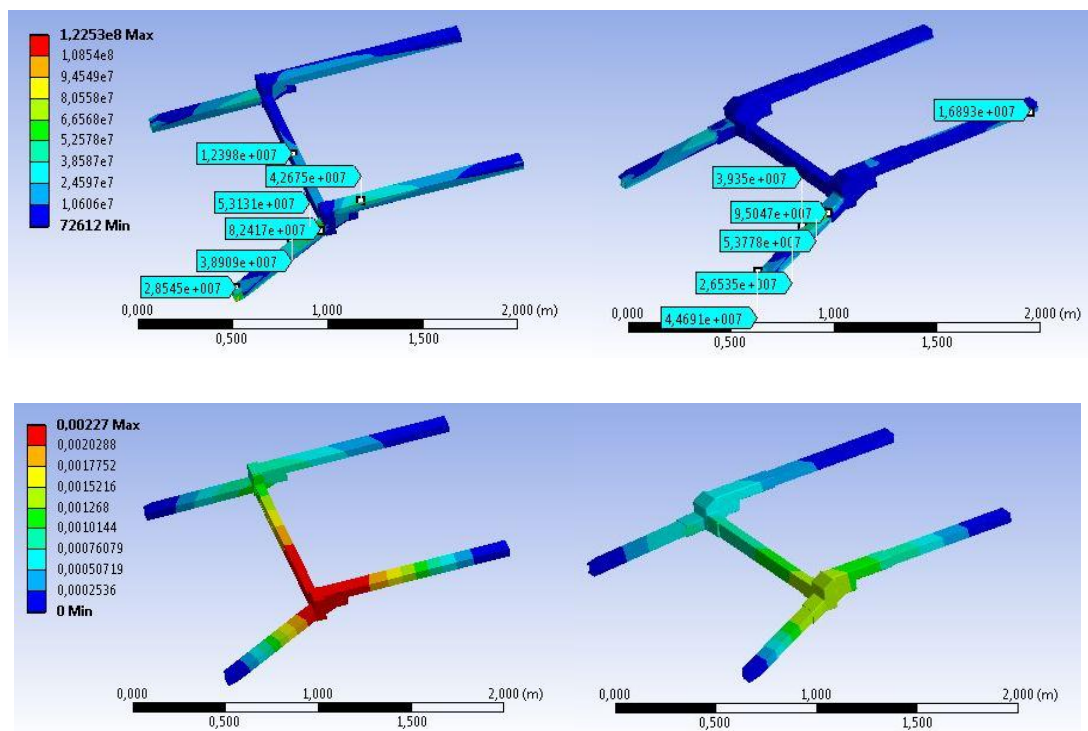 1,2253e8 Max
1,0854e8
9,4549e7
8,0558e7
6,6568e7
5,2578e7
3,8587e7
2,4597e7
1,0606e7
72612 Min
1,2398e+007
4,2675e+007
5,3131e+007
8,2417e+007
3,8909e+007
2,8545e+007
0,000 1,000 2,000 (m)
0,500 1,500
1,6893e+007
3,935e+007
9,5047e+007
5,3778e+007
2,6535e+007
4,4691e+007
0,000 1,000 2,000 (m)
0,500 1,500
0,00227 Max
0,0020288
0,0017752
0,0015216
0,001268
0,0010144
0,00076079
0,00050719
0,0002536
0 Min
0,000 1,000 2,000 (m)
0,500 1,500
0,000 1,000 2,000 (m)
0,500 1,500